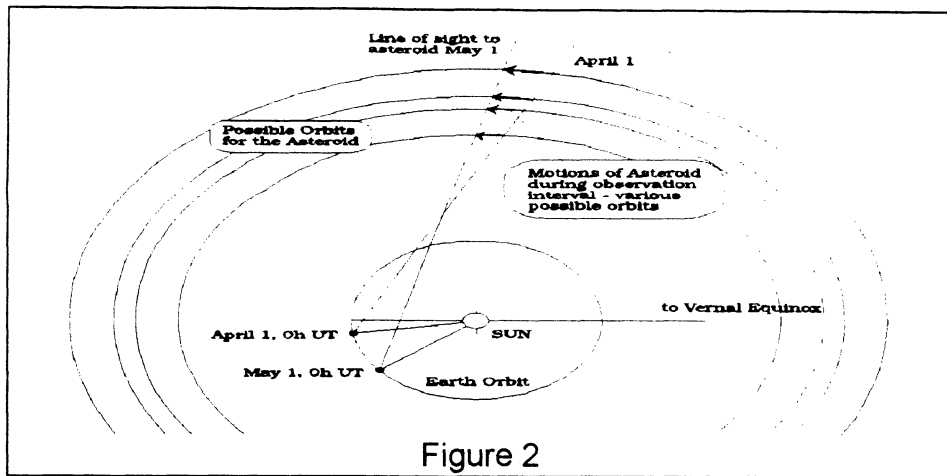 Line of sight to
asteroid May 1
April 1
Possible Orbits
for the Asteroid
Motions of Asteroid
during observation
interval - various
possible orbits
to Vernal Equinox
April 1, 0h UT
SUN
May 1, 0h UT
Earth Orbit
Figure 2